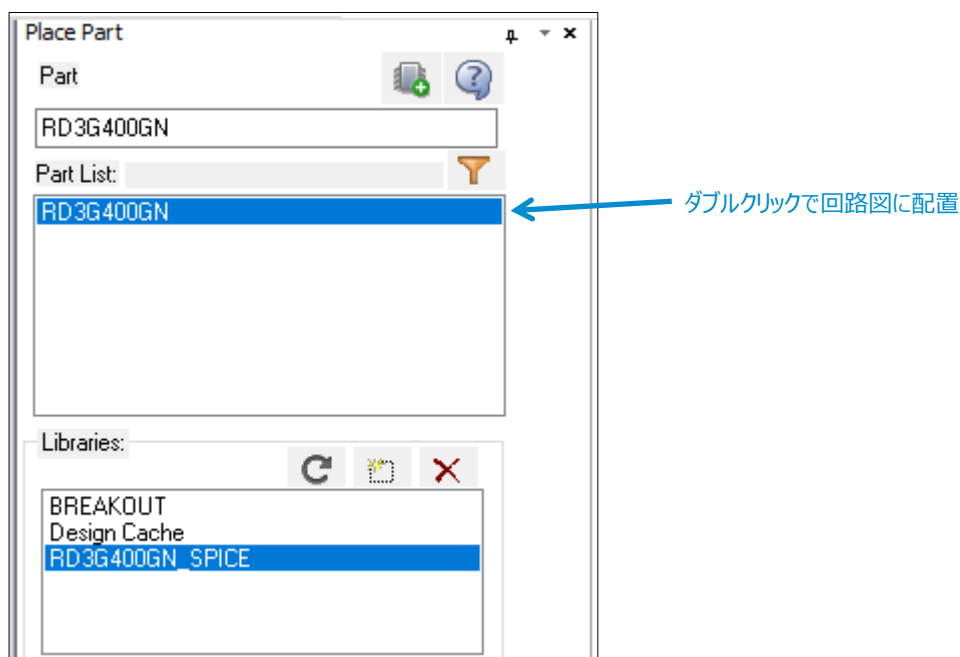 Place Part
Part
RD3G400GN
Part List:
RD3G400GN
ダブルクリックで回路図に配置
Libraries:
BREAKOUT
Design Cache
RD3G400GN_SPICE